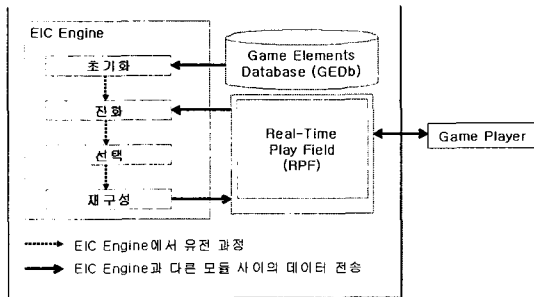 EIC Engine
초기화
진화
선택
재구성
Game Elements
Database (GEDb)
Real-Time
Play Field
(RPF)
Game Player
EIC Engine에서 유전 과정
EIC Engine과 다른 모듈 사이의 데이터 전송